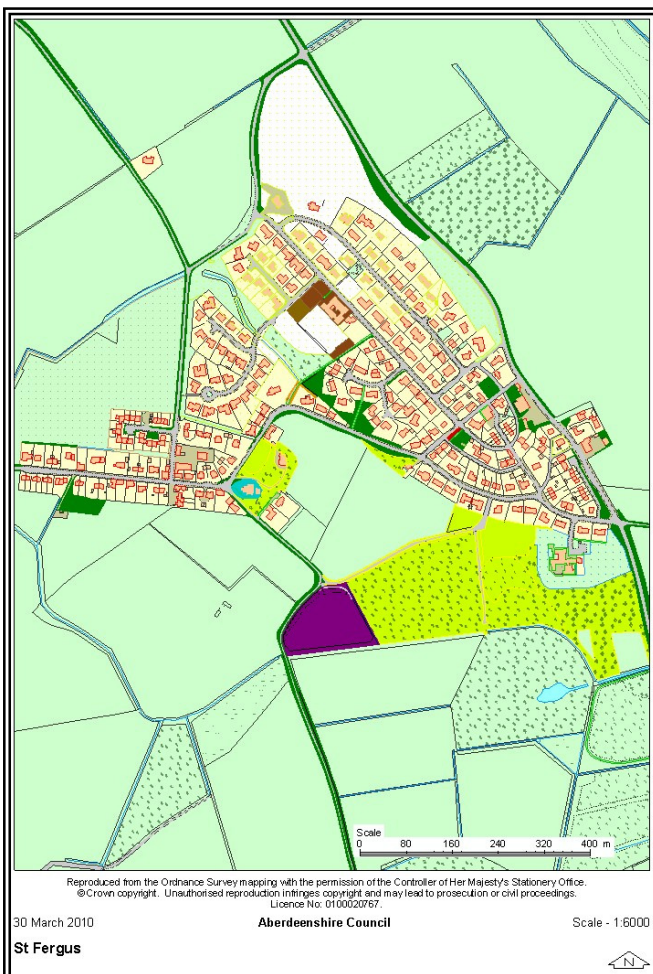 Scale
0 80 160 240 320 400 m
Reproduced from the Ordnance Survey mapping with the permission of the Controller of Her Majesty's Stationery Office.
© Crown copyright. Unauthorised reproduction infringes copyright and may lead to prosecution or civil proceedings.
Licence No: 0100020767.
30 March 2010 Aberdeenshire Council Scale - 1:6000
St Fergus
N